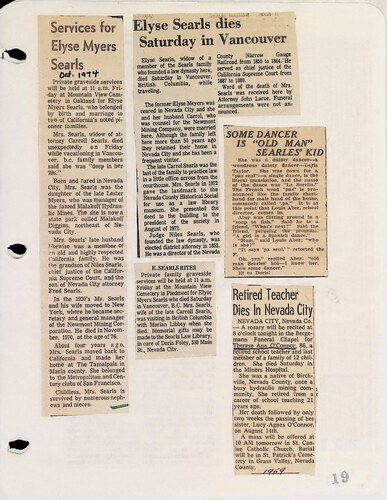 Services for
Elyse Myers
Searls
Oct. 1974
Private graveside services
will be held at 11 a.m. Fri-
day at Mountain View Cem-
etery in Oakland for Elyse
Myers Searls, who belonged
by birth and marriage to
two of California's noted pi-
oneer families.
Mrs. Searls, widow of at-
torney Carroll Searls, died
unexpectedly on Friday
while vacationing in Vancou-
ver, b.c. family members
said she was "deep in her
70s."
Born and reared in Nevada
City, Mrs. Searls was the
daughter of the late Lester
Myers, who was manager of
the famed Malakoff Hydrau-
lic Mines. The site is now a
state park called Malakoff
Diggins, northeast of Neva-
da City.
Mrs. Searls' late husband
likewise was a member of
an old and highly respected
California family. He was
the grandson of Niles Searls,
chief justice of the Califor-
nia Supreme Court, and the
son of Nevada City attorney
Fred Searls.
In the 1920's Mr. Searls
and his wife moved to New
York, where he became sec-
retary and general manager
of the Newmont Mining Cor-
poration. He died in Novem-
ber, 1970, at the age of 76.
About four years ago,
Mrs. Searls moved back to
California and made her
home at The Tamalpais in
Marin county. She belonged
to the Metropolitan and Cen-
tury clubs of San Francisco.
Childless, Mrs. Searls is
survived by numerous neph-
ews and nieces.
Elyse Searls dies
Saturday in Vancouver
Elyse Searls, widow of a
member of the Searls family
who founded a law dynasty here,
died Saturday in Vancouver,
British Columbia, while
traveling.
The former Elyse Meyers was
reared in Nevada City and she
and her husband Carrol, who
was counsel for the Newmont
Mining Company, were married
here. Although the family left
here more than 50 years ago
they retained their home in
Nevada City and she has been a
frequent visitor.
The late Carrol Searls was the
last of the family to practice law
in the little office across from the
courthouse. Mrs. Searls in 1972
gave the landmark to the
Nevada County Historical Society
for use as a law library
museum. She presented the
deed to the building to the
president of the society in
August of 1972.
Judge Niles Searls, who
founded the law dynasty, was
elected district attorney in 1855.
He was a director of the Nevada
County Narrow Gauge
Railroad from
served as chief justice of the
California Supreme Court from
1887 to 1889.
Word of the death of Mrs.
Searls was received here by
Attorney John Larue. Funeral
arrangements were not an-
nounced.
E. SEARLS RITES
Private family graveside
services will be held at 11 a.m.
Friday at the Mountain View
Cemetery in Piedmont for Elyse
Myers Searls who died Saturday
in Vancouver, B.C. Mrs. Searls,
wife of the late Carroll Searls,
was visiting in British Columbia
with Marion Libbey when she
died. Memorial gifts may be
made to the Searls Law Library,
in care of Doris Foley, 518 Main
St., Nevada City.
SOME DANCER
IS "OLD MAN"
SEARLES' KID
Retired Teacher
Dies In Nevada City
NEVADA CITY, Nevada Co.
— A rosary will be recited at
8 o'clock tonight in the Bergemann
Funeral Chapel for
Therese Ann O'Connor, 66, a
retired school teacher and last
member of a family of 12 children.
She died Saturday in
the Miners Hospital.
She was a native of Birchville,
Nevada County, once a
busy hydraulic mining community.
She retired from a
career of school teaching 21
years ago.
Her death followed by only
two weeks the passing of her
sister, Lucy-Agnes O'Connor,
on August 14th.
A mass will be offered at
10 AM tomorrow in St. Canice
Catholic Church. Burial
will be in St. Patrick's Cemetery
in Grass Valley, Nevada
County.
19